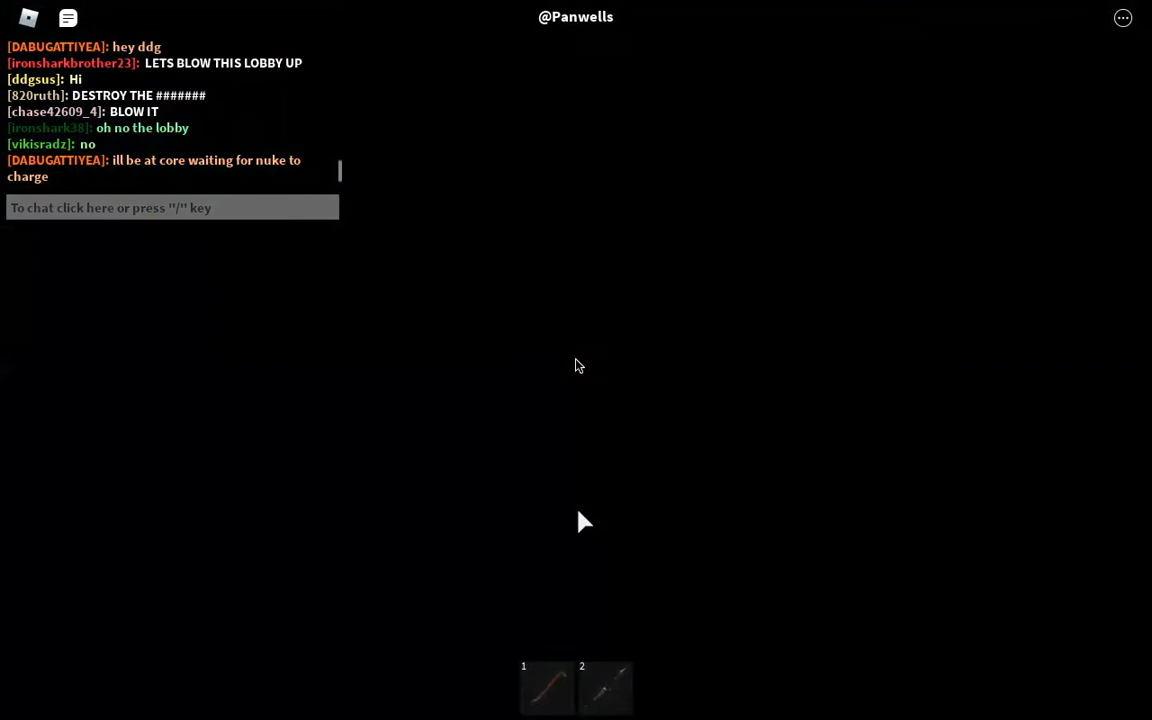 @Panwells
[DABUGATTIYEA]: hey ddg
[ironsharkbrother23]: LETS BLOW THIS LOBBY UP
[ddgsus]: Hi
[820ruth]: DESTROY THE #######
[chase42609_4]: BLOW IT
[ironshark38]: oh no the lobby
[vikisradz]: no
[DABUGATTIYEA]: ill be at core waiting for nuke to
charge
To chat click here or press "/" key
1 2